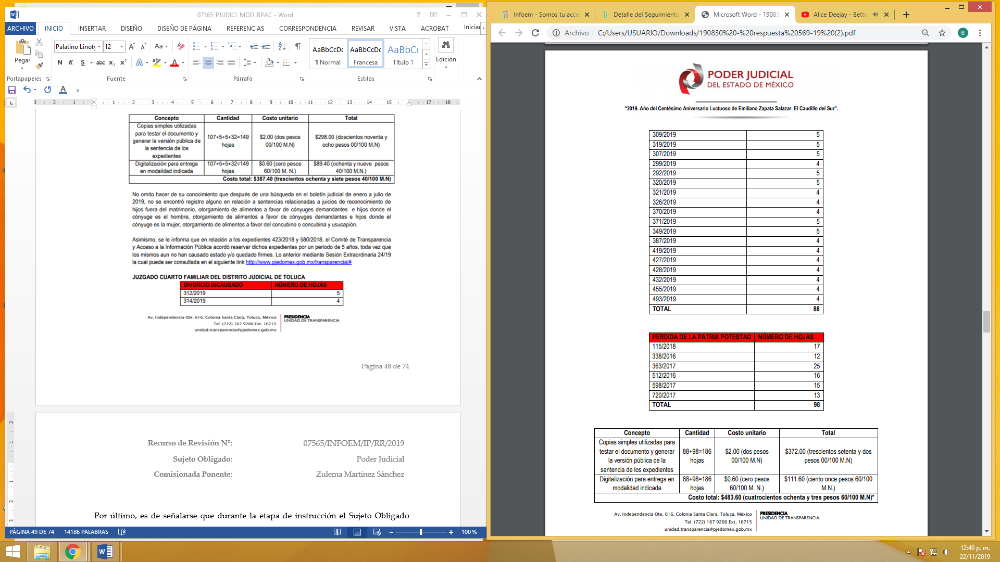 07565_PJUDICI_MOD_BPAC - Word
ARCHIVO INICIO INSERTAR DISEÑO DISEÑO DE PÁGINA REFERENCIAS CORRESPONDENCIA REVISAR VISTA ACROBAT Iniciar
Pegar
Palatino Linoty 12
N K S abc x₂ x²
AaBbCcDc AaBbCcDc AaBbCc
¶ Normal Francesa Título 1
Edición
Portapapeles Fuente Párrafo Estilos
3 2 1 1 2 3 4 5 6 7 8 9 10 11 12 13 14 15 17 18
Concepto Cantidad Costo unitario Total
Copias simples utilizadas
para testar el documento y
generar la versión pública de
la sentencia de los
expedientes
107+5+5+32=149
hojas
$2.00 (dos pesos
00/100 M.N)
$298.00 (doscientos noventa y
ocho pesos 00/100 M.N)
Digitalización para entrega
en modalidad indicada
107+5+5+32=149
hojas
$0.60 (cero pesos
60/100 M. N.)
$89.40 (ochenta y nueve pesos
40/100 M.N.)
Costo total: $387.40 (trescientos ochenta y siete pesos 40/100 M.N)
No omito hacer de su conocimiento que después de una búsqueda en el boletín judicial de enero a julio de
2019, no se encontró registro alguno en relación a sentencias relacionadas a juicios de reconocimiento de
hijos fuera del matrimonio, otorgamiento de alimentos a favor de cónyuges demandantes e hijos donde el
cónyuge es el hombre, otorgamiento de alimentos a favor de cónyuges demandantes e hijos donde el
cónyuge es la mujer, otorgamiento de alimentos a favor del concubino o concubina y usucapión.
Asimismo, se le informa que en relación a los expedientes 423/2018 y 580/2018, el Comité de Transparencia
y Acceso a la Información Pública acordó reservar dichos expedientes por un periodo de 5 años, toda vez que
los mismos aun no han causado estado y/o quedado firmes. Lo anterior mediante Sesión Extraordinaria 24/19
la cual puede ser consultada en el siguiente link http://www.pjedomex.gob.mx/transparencia/#
JUZGADO CUARTO FAMILIAR DEL DISTRITO JUDICIAL DE TOLUCA
DIVORCIO INCAUSADO NÚMERO DE HOJAS
312/2019 5
314/2019 4
Av. Independencia Ote. 616. Colonia Santa Clara, Toluca, México
Tel. (722) 167 9200 Ext. 16715
unidad.transparencia@pjedomex.gob.mx
PRESIDENCIA
UNIDAD DE TRANSPARENCIA
Página 48 de 74
Recurso de Revisión N°: 07565/INFOEM/IP/RR/2019
Sujeto Obligado: Poder Judicial
Comisionada Ponente: Zulema Martínez Sánchez
Por último, es de señalarse que durante la etapa de instrucción el Sujeto Obligado
PÁGINA 49 DE 74 14186 PALABRAS 100 %
Infoem - Somos tu acce
Detalle del Seguimiento
Microsoft Word - 19083
Alice Deejay - Bette
Archivo C:/Users/USUARIO/Downloads/190830%20-%20respuesta%20569-19%20(2).pdf
B
PODER JUDICIAL
DEL ESTADO DE MÉXICO
“2019. Año del Centésimo Aniversario Luctuoso de Emiliano Zapata Salazar. El Caudillo del Sur”.
309/2019 5
319/2019 5
307/2019 5
299/2019 4
292/2019 5
320/2019 5
321/2019 4
326/2019 4
370/2019 4
371/2019 5
349/2019 5
387/2019 4
419/2019 4
427/2019 4
428/2019 4
432/2019 4
455/2019 4
493/2019 4
TOTAL 88
PERDIDA DE LA PATRIA POTESTAD NÚMERO DE HOJAS
115/2018 17
338/2016 12
363/2017 25
512/2016 16
598/2017 15
720/2017 13
TOTAL 98
Concepto Cantidad Costo unitario Total
Copias simples utilizadas para
testar el documento y generar
la versión pública de la
sentencia de los expedientes
88+98=186
hojas
$2.00 (dos pesos
00/100 M.N)
$372.00 (trescientos setenta y dos
pesos 00/100 M.N)
Digitalización para entrega en
modalidad indicada
88+98=186
hojas
$0.60 (cero pesos
60/100 M. N.)
$111.60 (ciento once pesos 60/100
M.N.)
Costo total: $483.60 (cuatrocientos ochenta y tres pesos 60/100 M.N)*
Av. Independencia Ote. 616. Colonia Santa Clara, Toluca, México
Tel. (722) 167 9200 Ext. 16715
unidad.transparencia@pjedomex.gob.mx
PRESIDENCIA
UNIDAD DE TRANSPARENCIA
12:40 p. m.
22/11/2019